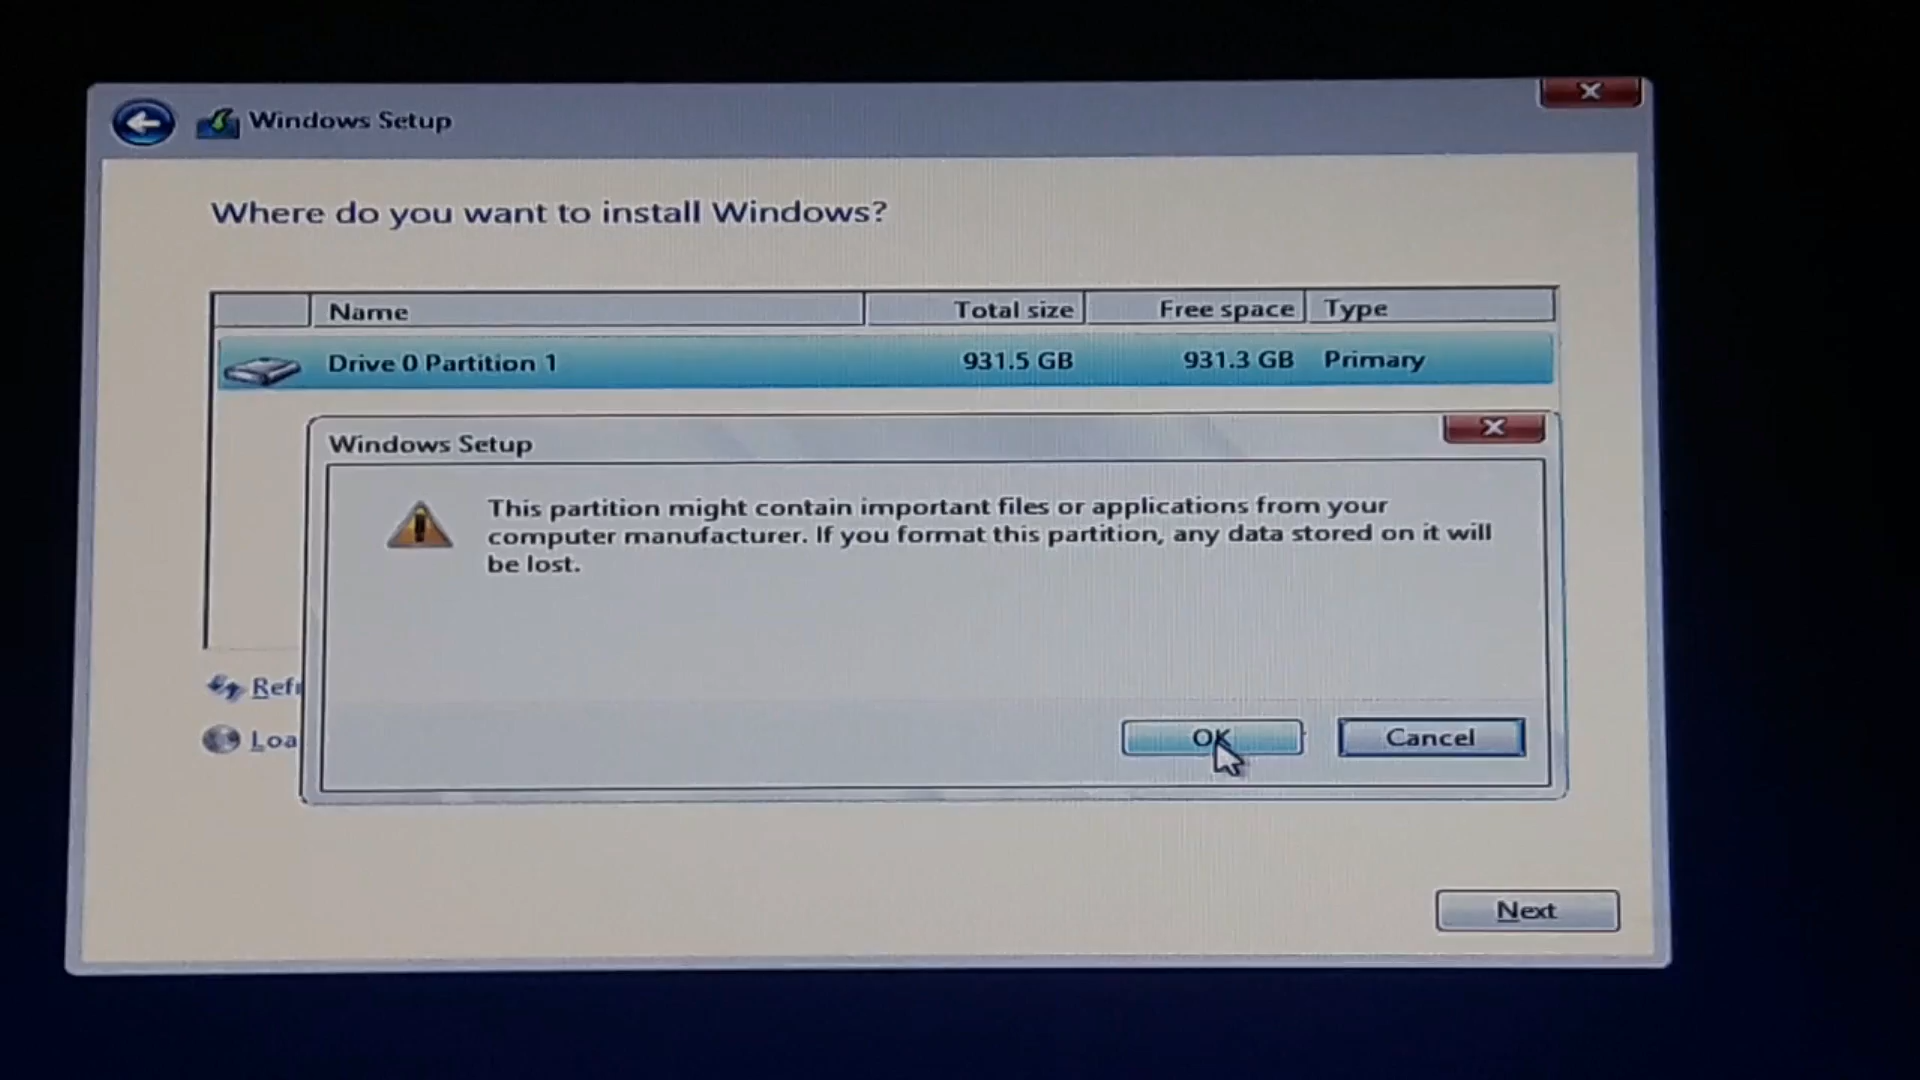 Windows Setup
Where do you want to install Windows?
Name Total size Free space Type
Drive 0 Partition 1 931.5 GB 931.3 GB Primary
Windows Setup
This partition might contain important files or applications from your
computer manufacturer. If you format this partition, any data stored on it will
be lost.
Refr
Loa
OK Cancel
Next